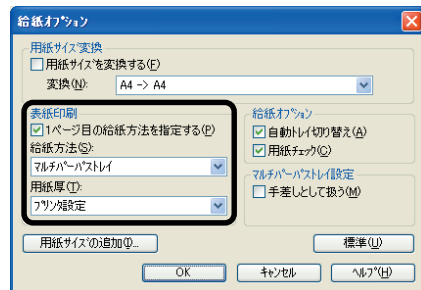 給紙ｵﾌﾟｼｮﾝ
用紙ｻｲｽﾞ変換
用紙ｻｲｽﾞを変換する(F)
変換(N):
A4 -> A4
表紙印刷
1ﾍﾟｰｼﾞ目の給紙方法を指定する(P)
給紙方法(S):
ﾏﾙﾁﾊﾟｰﾊﾟｽﾄﾚｲ
用紙厚(T):
ﾌﾟﾘﾝﾀ設定
給紙ｵﾌﾟｼｮﾝ
自動ﾄﾚｲ切り替え(A)
用紙ﾁｪｯｸ(C)
ﾏﾙﾁﾊﾟｰﾊﾟｽﾄﾚｲ設定
手差しとして扱う(M)
用紙ｻｲｽﾞの追加(I)...
標準(U)
OK
ｷｬﾝｾﾙ
ﾍﾙﾌﾟ(H)